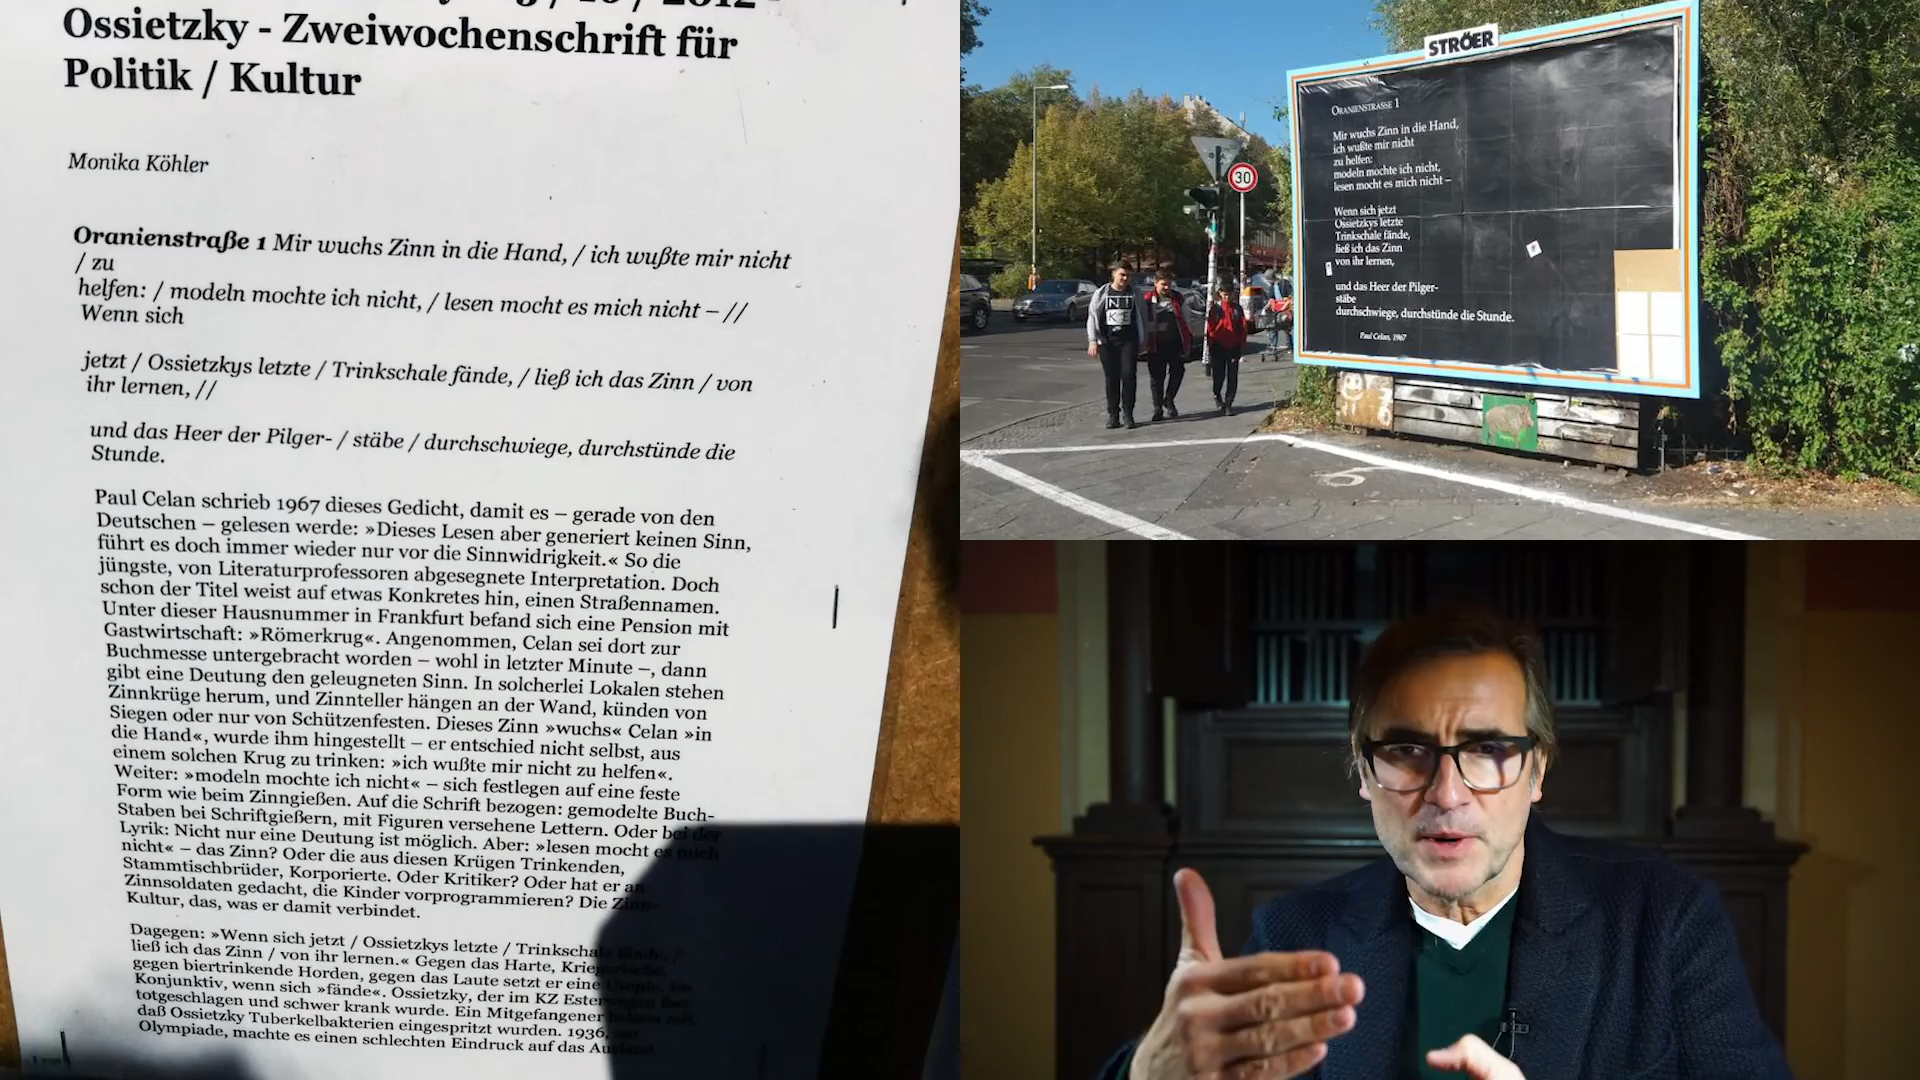 Ossietzky - Zweiwochenschrift für
Politik / Kultur
Monika Köhler
Oranienstraße 1 Mir wuchs Zinn in die Hand, / ich wußte mir nicht
/ zu
helfen: / modeln mochte ich nicht, / lesen mocht es mich nicht – //
Wenn sich
jetzt / Ossietzkys letzte / Trinkschale fände, / ließ ich das Zinn / von
ihr lernen, //
und das Heer der Pilger- / stäbe / durchschwiege, durchstünde die
Stunde.
Paul Celan schrieb 1967 dieses Gedicht, damit es – gerade von den
Deutschen – gelesen werde: »Dieses Lesen aber generiert keinen Sinn,
führt es doch immer wieder nur vor die Sinnwidrigkeit.« So die
jüngste, von Literaturprofessoren abgesegnete Interpretation. Doch
schon der Titel weist auf etwas Konkretes hin, einen Straßennamen.
Unter dieser Hausnummer in Frankfurt befand sich eine Pension mit
Gastwirtschaft: »Römerkrug«. Angenommen, Celan sei dort zur
Buchmesse untergebracht worden – wohl in letzter Minute –, dann
gibt eine Deutung den geleugneten Sinn. In solcherlei Lokalen stehen
Zinnkrüge herum, und Zinnteller hängen an der Wand, künden von
Siegen oder nur von Schützenfesten. Dieses Zinn »wuchs« Celan »in
die Hand«, wurde ihm hingestellt – er entschied nicht selbst, aus
einem solchen Krug zu trinken: »ich wußte mir nicht zu helfen«.
Weiter: »modeln mochte ich nicht« – sich festlegen auf eine feste
Form wie beim Zinngießen. Auf die Schrift bezogen: gemodelte Buch-
Staben bei Schriftgießern, mit Figuren versehene Lettern. Oder bei der
Lyrik: Nicht nur eine Deutung ist möglich. Aber: »lesen mocht es mich
nicht« – das Zinn? Oder die aus diesen Krügen Trinkenden,
Stammtischbrüder, Korporierte. Oder Kritiker? Oder hat er an
Zinnsoldaten gedacht, die Kinder vorprogrammieren? Die Zinn-
Kultur, das, was er damit verbindet.
Dagegen: »Wenn sich jetzt / Ossietzkys letzte / Trinkschale fände, /
ließ ich das Zinn / von ihr lernen.« Gegen das Harte, Kriegerische,
gegen biertrinkende Horden, gegen das Laute setzt er eine Utopie. Im
Konjunktiv, wenn sich »fände«. Ossietzky, der im KZ Esterwegen fast
totgeschlagen und schwer krank wurde. Ein Mitgefangener
daß Ossietzky Tuberkelbakterien eingespritzt wurden. 1936, zur
Olympiade, machte es einen schlechten Eindruck auf das Ausland
STRÖER
ORANIENSTRASSE 1
Mir wuchs Zinn in die Hand,
ich wußte mir nicht
zu helfen:
modeln mochte ich nicht,
lesen mocht es mich nicht –
Wenn sich jetzt
Ossietzkys letzte
Trinkschale fände,
ließ ich das Zinn
von ihr lernen,
und das Heer der Pilger-
stäbe
durchschwiege, durchstünde die Stunde.
Paul Celan, 1967
30
NI
KE